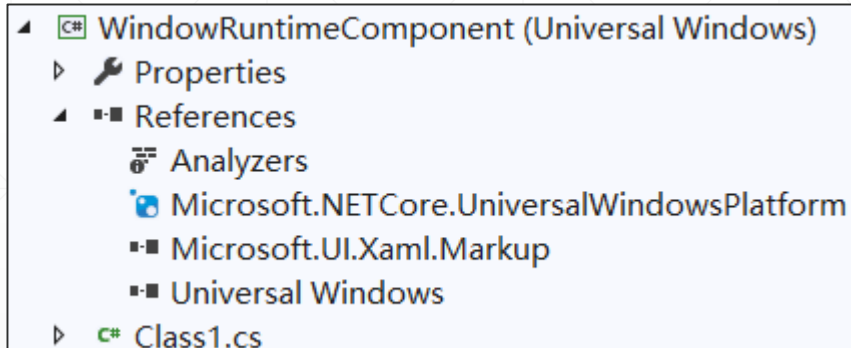 C# WindowRuntimeComponent (Universal Windows)
Properties
References
Analyzers
Microsoft.NETCore.UniversalWindowsPlatform
Microsoft.UI.Xaml.Markup
Universal Windows
C# Class1.cs